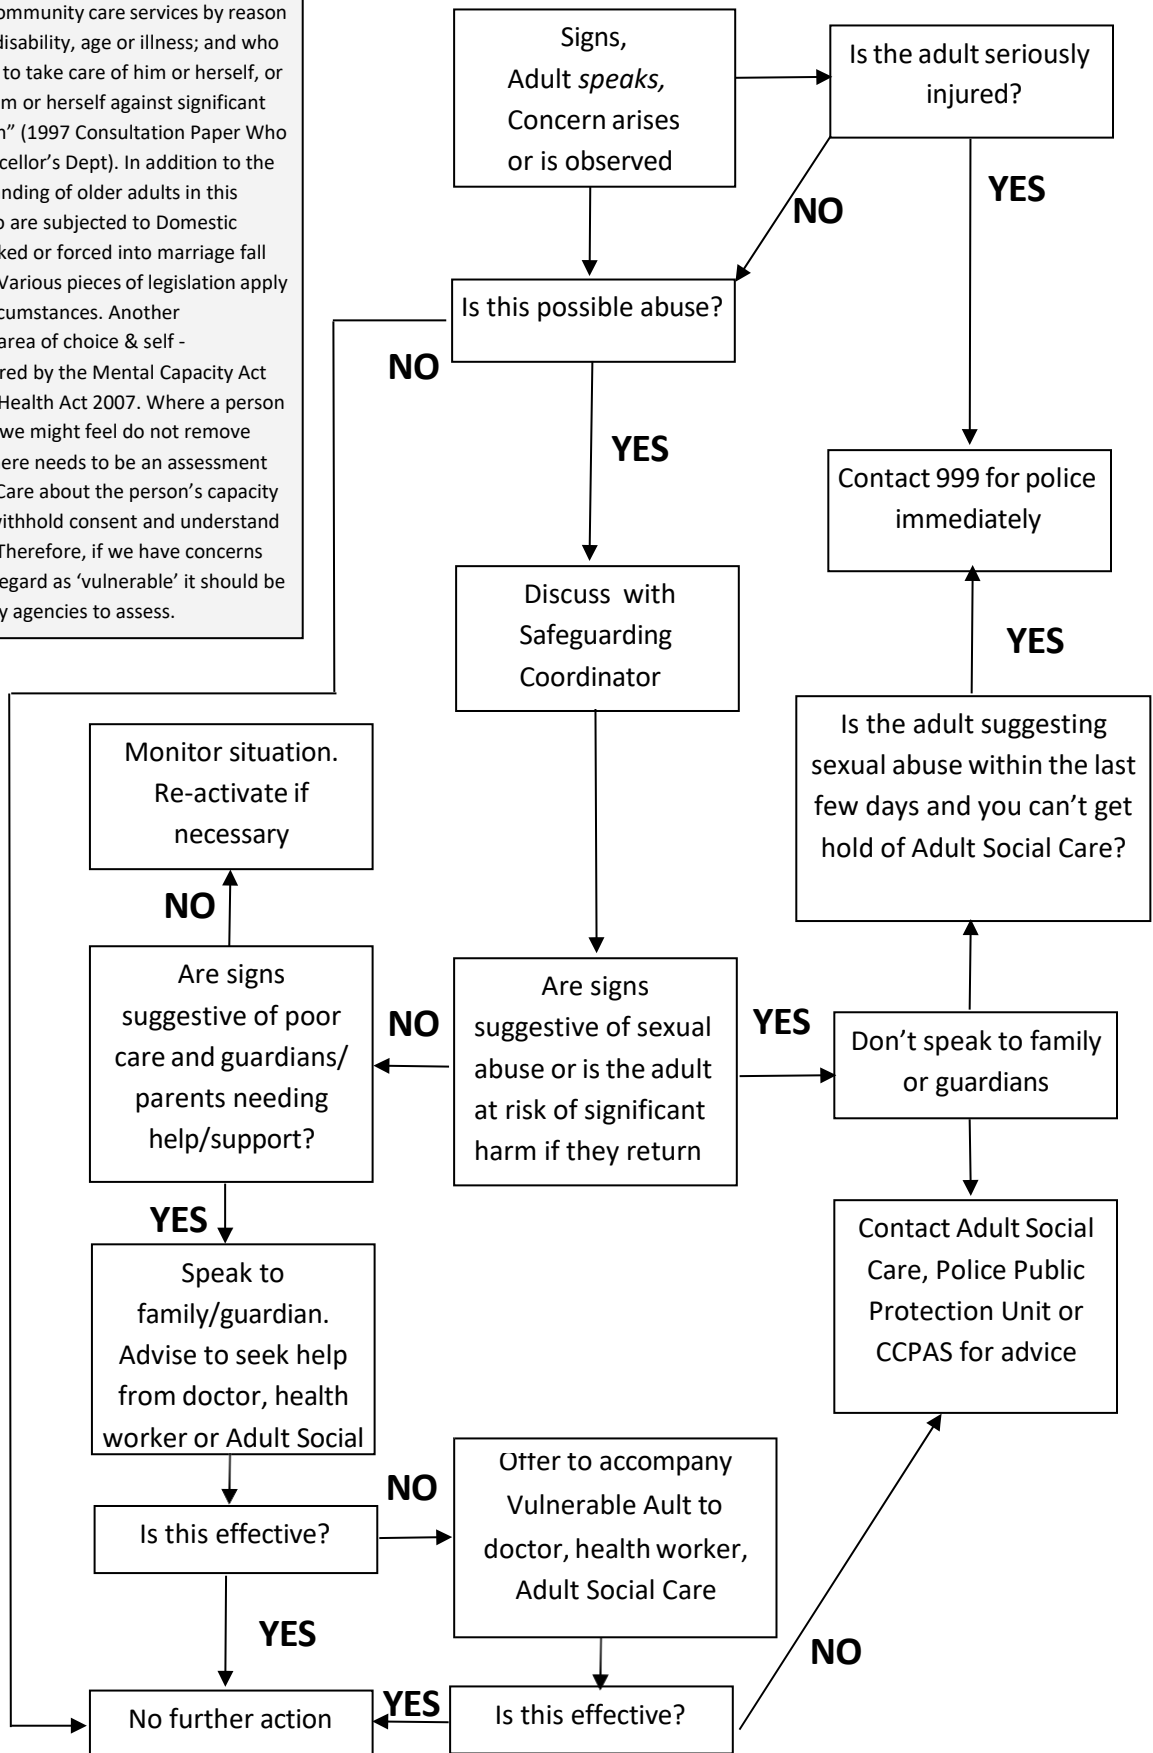 ommunity care services by reason
disability, age or illness; and who
to take care of him or herself, or
m or herself against significant
n” (1997 Consultation Paper Who
cellor’s Dept). In addition to the
nding of older adults in this
o are subjected to Domestic
ked or forced into marriage fall
Various pieces of legislation apply
cumstances. Another
area of choice & self -
red by the Mental Capacity Act
Health Act 2007. Where a person
we might feel do not remove
ere needs to be an assessment
Care about the person’s capacity
vithhold consent and understand
Therefore, if we have concerns
egard as ‘vulnerable’ it should be
y agencies to assess.
Signs,
Adult speaks,
Concern arises
or is observed
Is the adult seriously
injured?
NO
YES
Is this possible abuse?
NO
YES
Contact 999 for police
immediately
Discuss with
Safeguarding
Coordinator
YES
Is the adult suggesting
sexual abuse within the last
few days and you can’t get
hold of Adult Social Care?
Monitor situation.
Re-activate if
necessary
NO
Are signs
suggestive of poor
care and guardians/
parents needing
help/support?
NO
Are signs
suggestive of sexual
abuse or is the adult
at risk of significant
harm if they return
YES
Don’t speak to family
or guardians
YES
Contact Adult Social
Care, Police Public
Protection Unit or
CCPAS for advice
Speak to
family/guardian.
Advise to seek help
from doctor, health
worker or Adult Social
NO
Offer to accompany
Vulnerable Ault to
doctor, health worker,
Adult Social Care
Is this effective?
YES
NO
No further action
YES
Is this effective?